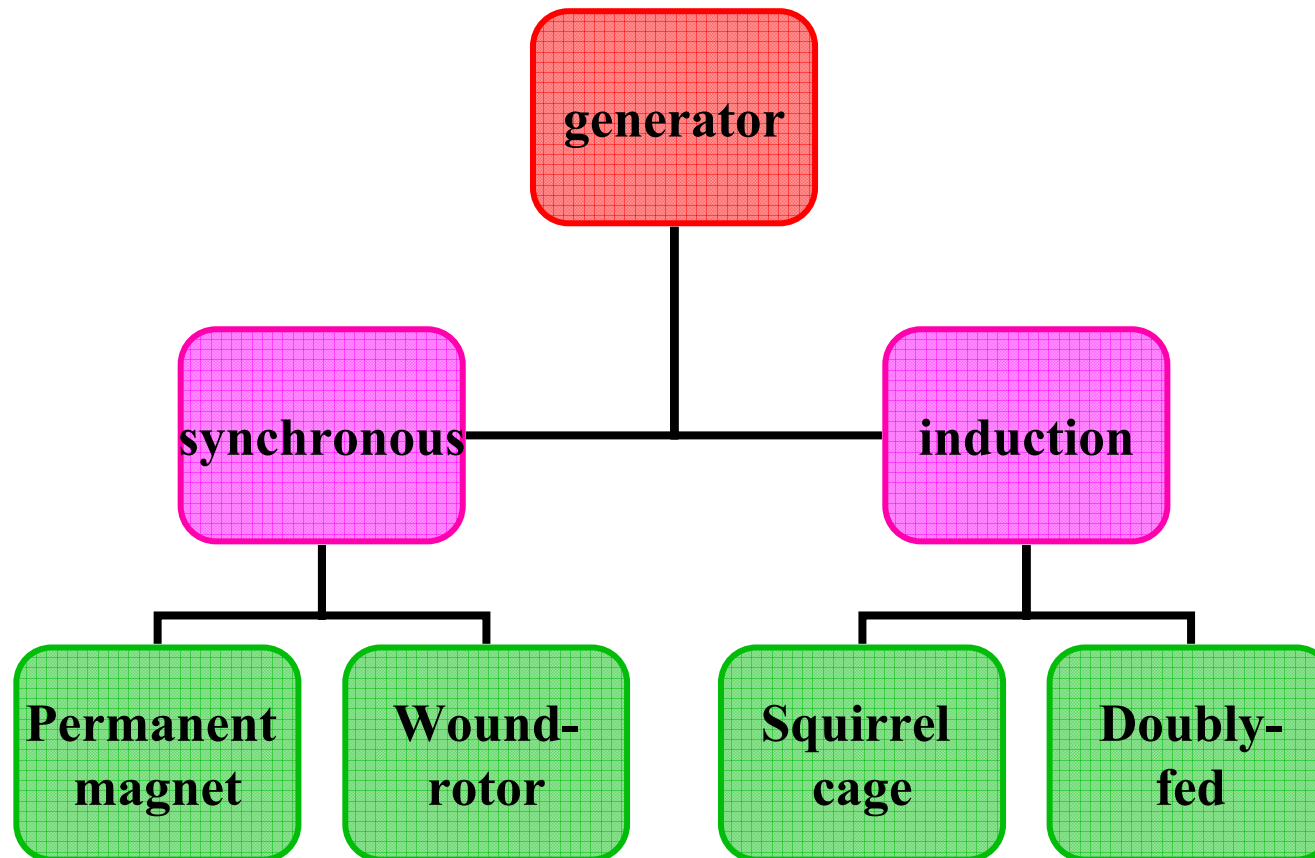 generator
synchronous
induction
Permanent
magnet
Wound-
rotor
Squirrel
cage
Doubly-
fed